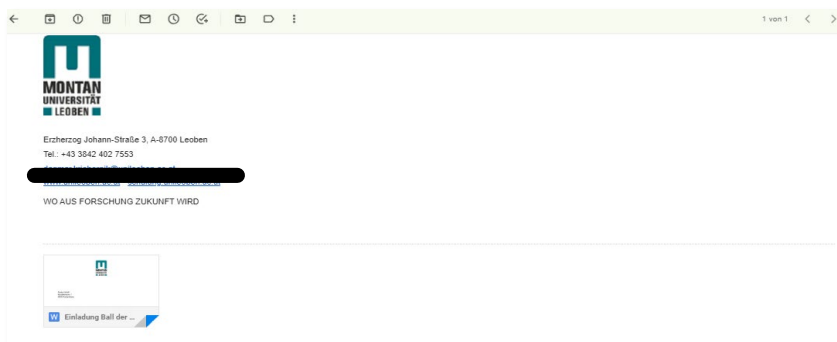 1 von 1
MONTAN
UNIVERSITÄT
LEOBEN
Erzherzog Johann-Straße 3, A-8700 Leoben
Tel.: +43 3842 402 7553
WO AUS FORSCHUNG ZUKUNFT WIRD
W Einladung Ball der ...